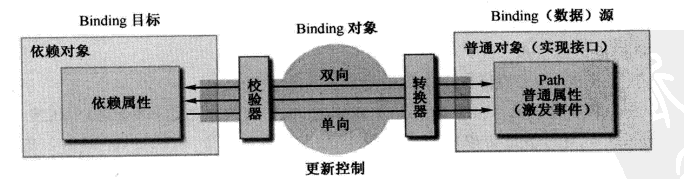 Binding 目标
Binding 对象
Binding（数据）源
依赖对象
普通对象（实现接口）
依赖属性
校验器
双向
单向
转换器
Path
普通属性
（激发事件）
更新控制